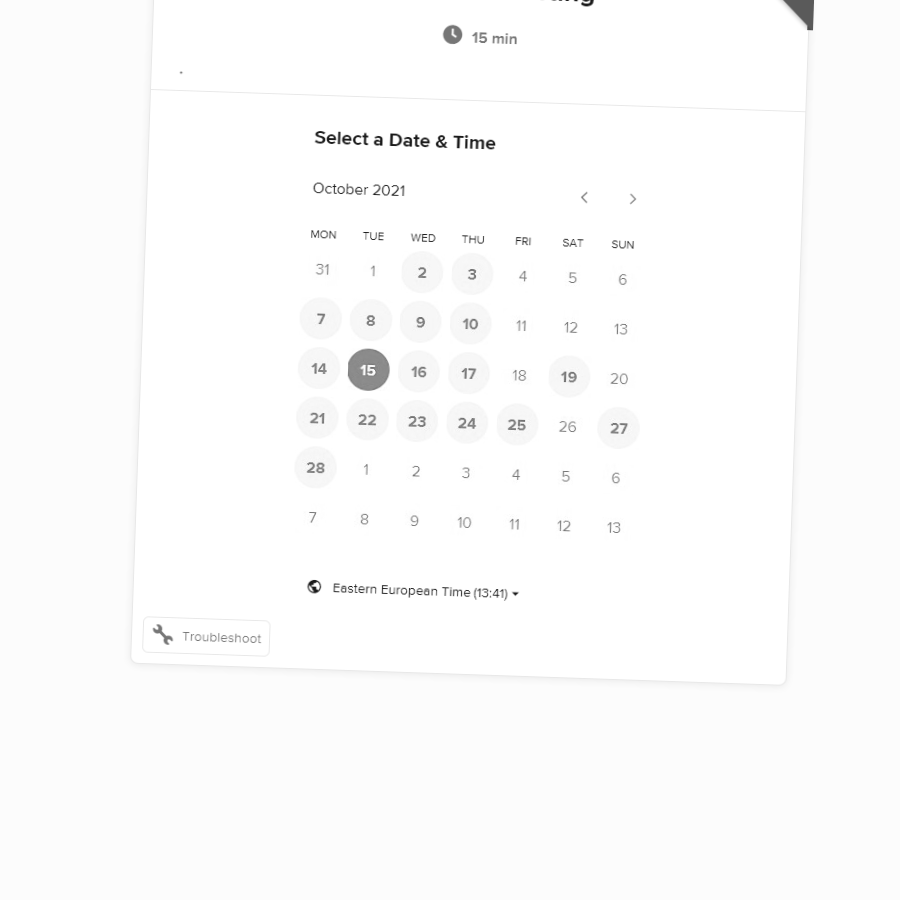 15 min
Select a Date & Time
October 2021
MON TUE WED THU FRI SAT SUN
31 1 2 3 4 5 6
7 8 9 10 11 12 13
14 15 16 17 18 19 20
21 22 23 24 25 26 27
28 1 2 3 4 5 6
7 8 9 10 11 12 13
Eastern European Time (13:41)
Troubleshoot